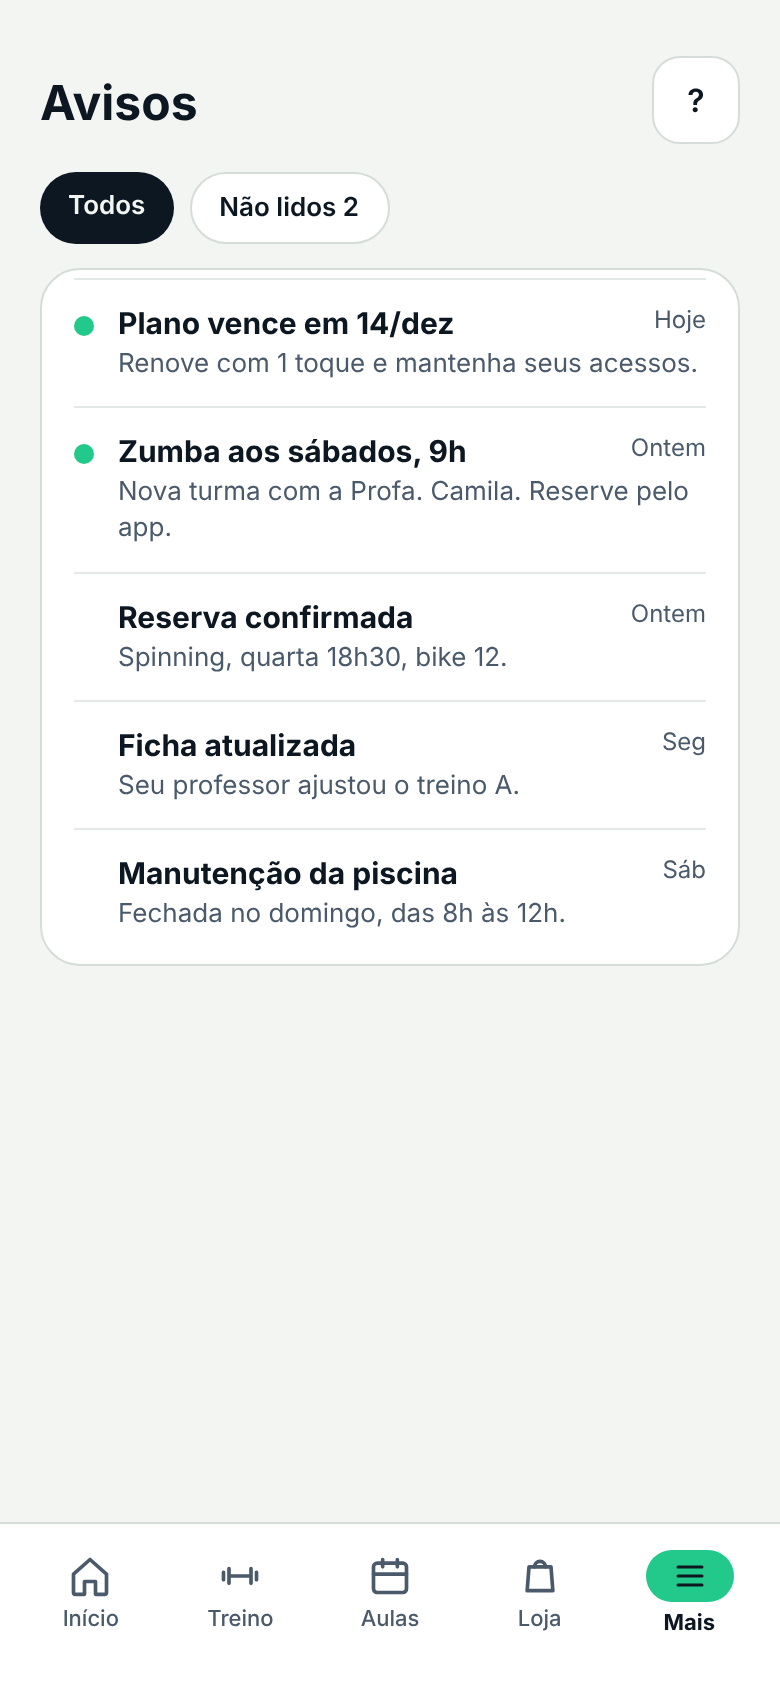 Avisos
?
Todos
Não lidos 2
Plano vence em 14/dez
Hoje
Renove com 1 toque e mantenha seus acessos.
Zumba aos sábados, 9h
Ontem
Nova turma com a Profa. Camila. Reserve pelo
app.
Reserva confirmada
Ontem
Spinning, quarta 18h30, bike 12.
Ficha atualizada
Seg
Seu professor ajustou o treino A.
Manutenção da piscina
Sáb
Fechada no domingo, das 8h às 12h.
Início
Treino
Aulas
Loja
Mais